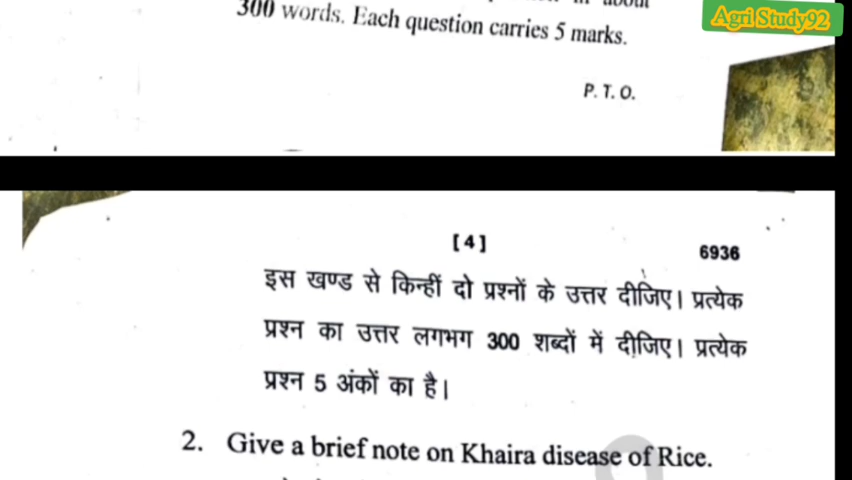 Agri Study92
300 words. Each question carries 5 marks.
P. T. O.
[4]
6936
इस खण्ड से किन्हीं दो प्रश्नों के उत्तर दीजिए। प्रत्येक
प्रश्न का उत्तर लगभग 300 शब्दों में दीजिए। प्रत्येक
प्रश्न 5 अंकों का है।
2. Give a brief note on Khaira disease of Rice.